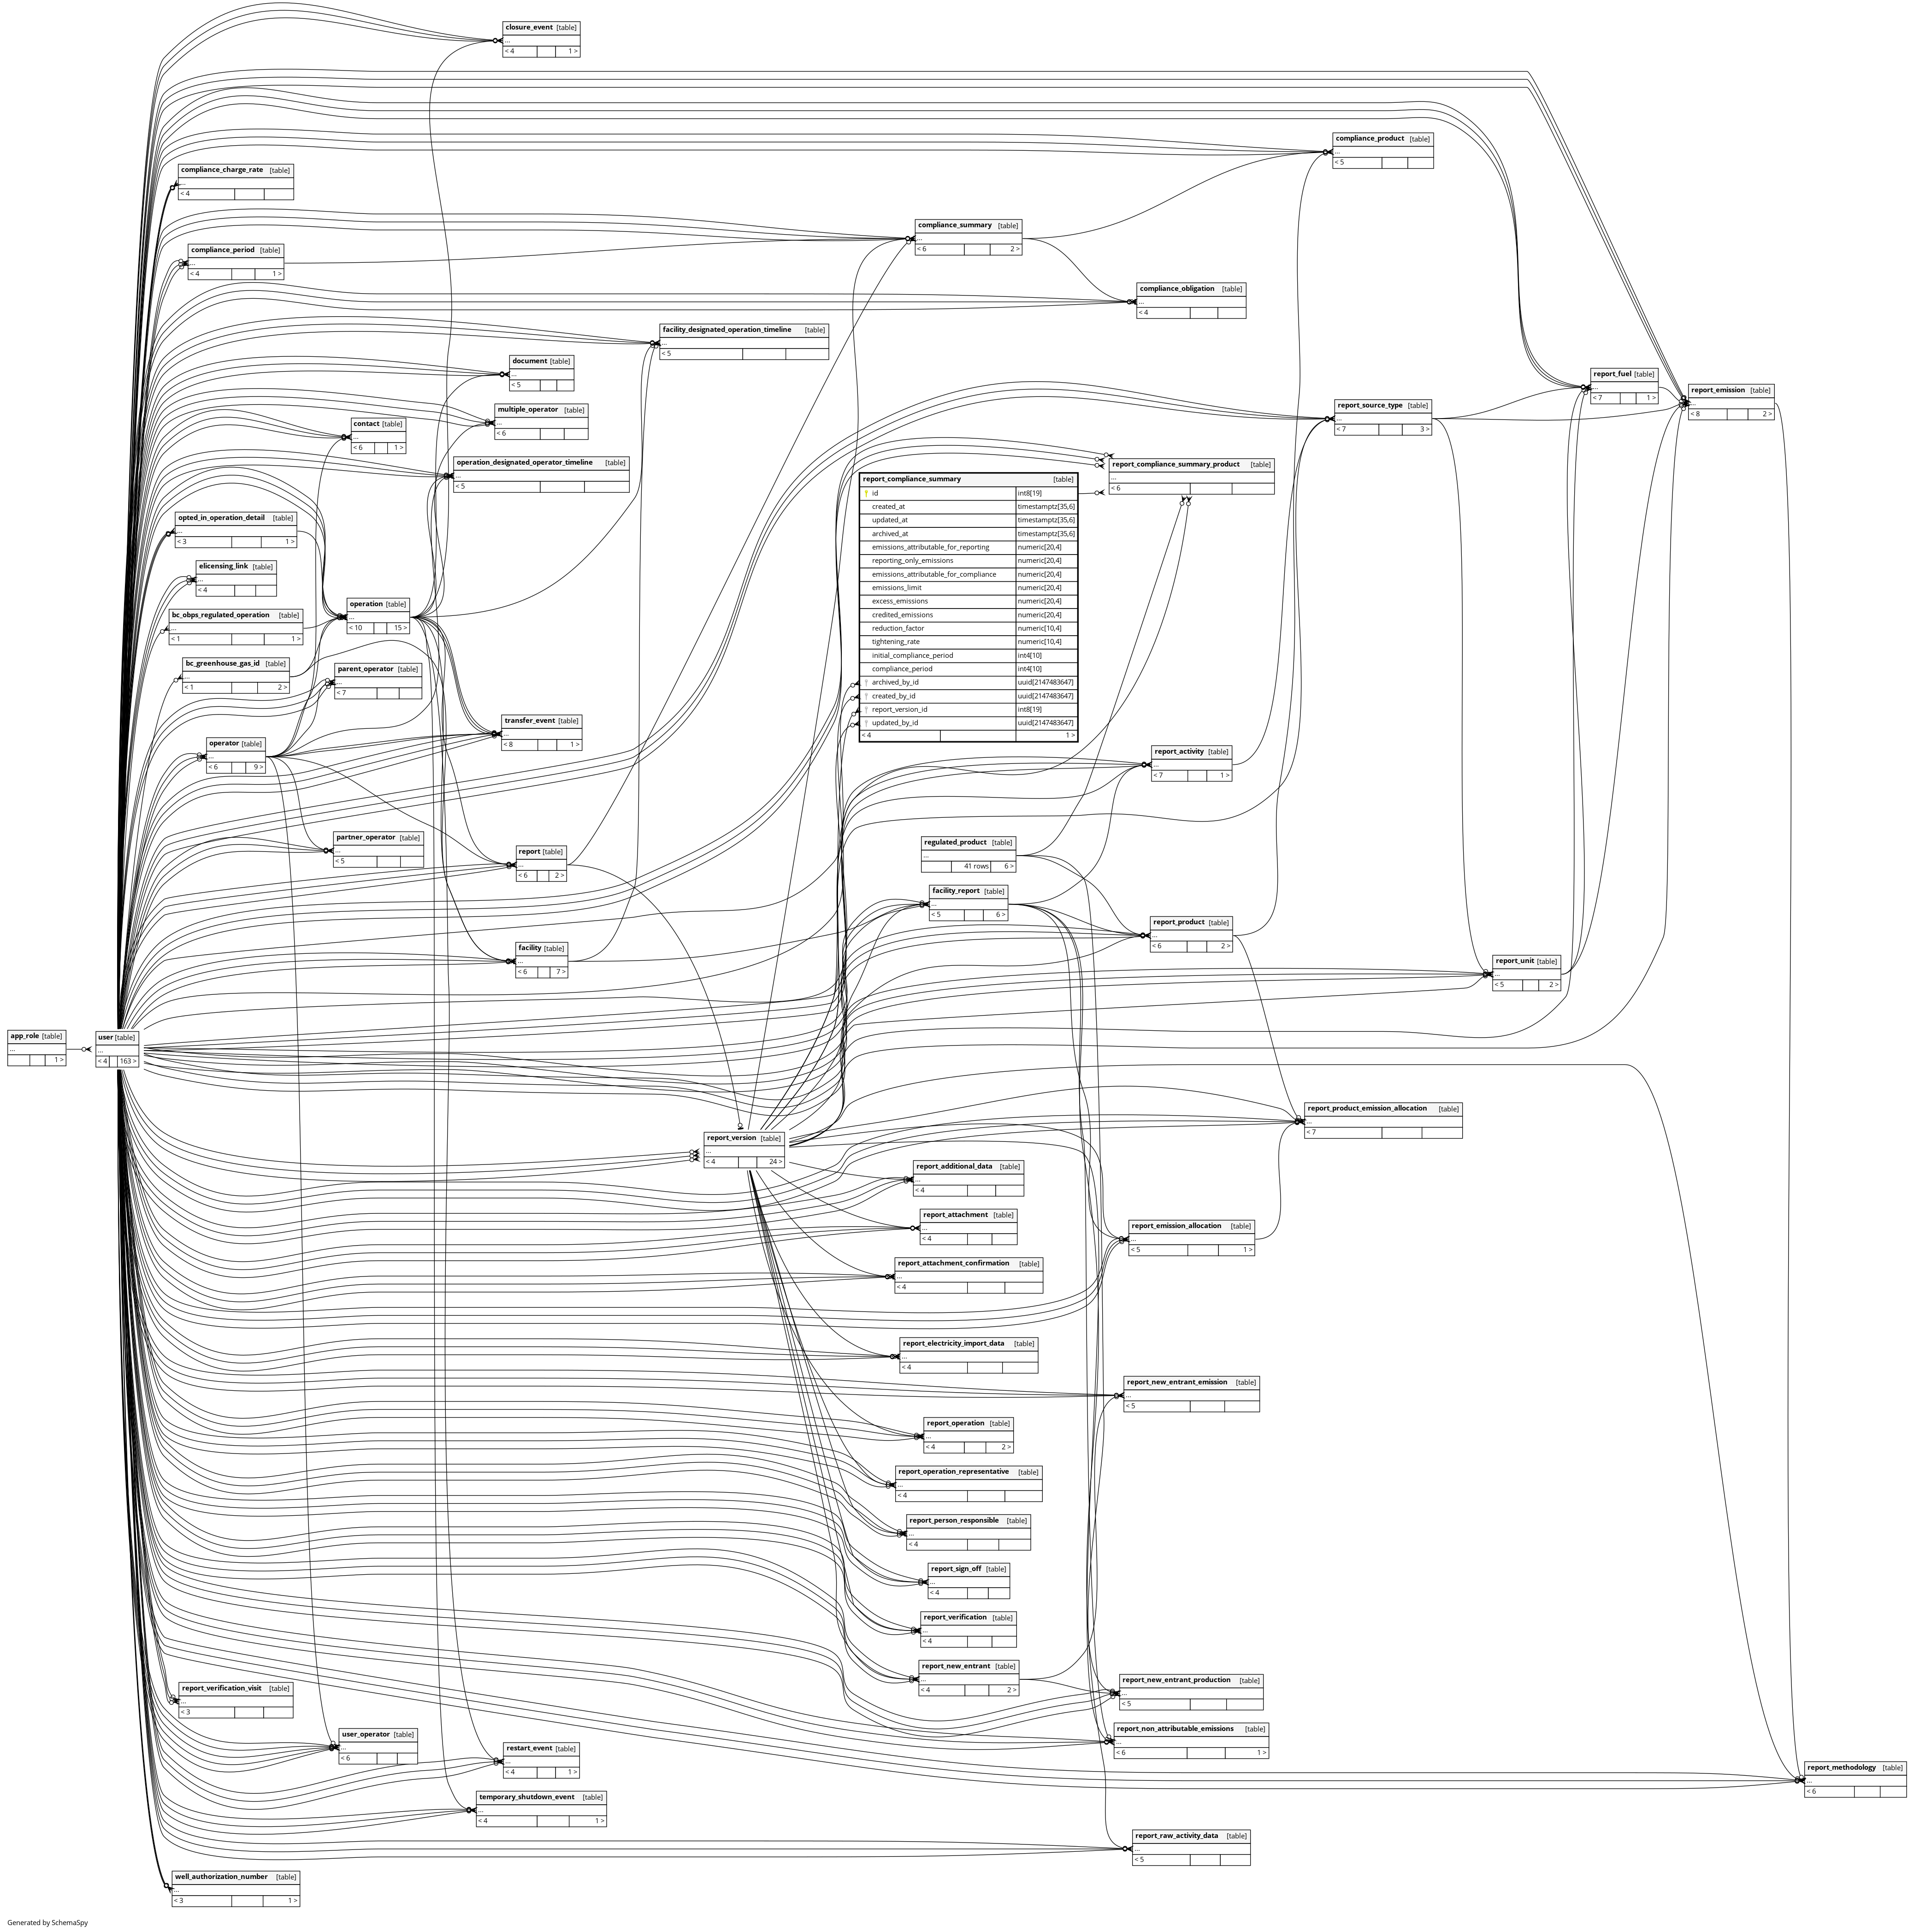 closure_event [table]
...
< 4 1 >
compliance_product [table]
...
< 5
compliance_charge_rate [table]
...
< 4
compliance_summary [table]
...
< 6 2 >
compliance_period [table]
...
< 4 1 >
compliance_obligation [table]
...
< 4
facility_designated_operation_timeline [table]
...
< 5
document [table]
...
< 5
report_fuel [table]
...
< 7 1 >
report_emission [table]
...
< 8 2 >
multiple_operator [table]
...
< 6
report_source_type [table]
...
< 7 3 >
contact [table]
...
< 6 1 >
operation_designated_operator_timeline [table]
...
< 5
report_compliance_summary_product [table]
...
< 6
report_compliance_summary [table]
id int8[19]
created_at timestamptz[35,6]
updated_at timestamptz[35,6]
archived_at timestamptz[35,6]
emissions_attributable_for_reporting numeric[20,4]
reporting_only_emissions numeric[20,4]
emissions_attributable_for_compliance numeric[20,4]
emissions_limit numeric[20,4]
excess_emissions numeric[20,4]
credited_emissions numeric[20,4]
reduction_factor numeric[10,4]
tightening_rate numeric[10,4]
initial_compliance_period int4[10]
compliance_period int4[10]
archived_by_id uuid[2147483647]
created_by_id uuid[2147483647]
report_version_id int8[19]
updated_by_id uuid[2147483647]
< 4 1 >
opted_in_operation_detail [table]
...
< 3 1 >
elicensing_link [table]
...
< 4
operation [table]
...
< 10 15 >
bc_obps_regulated_operation [table]
...
< 1 1 >
bc_greenhouse_gas_id [table]
...
< 1 2 >
parent_operator [table]
...
< 7
transfer_event [table]
...
< 8 1 >
operator [table]
...
< 6 9 >
report_activity [table]
...
< 7 1 >
partner_operator [table]
...
< 5
report [table]
...
< 6 2 >
regulated_product [table]
...
41 rows 6 >
facility_report [table]
...
< 5 6 >
report_product [table]
...
< 6 2 >
facility [table]
...
< 6 7 >
report_unit [table]
...
< 5 2 >
app_role [table]
...
1 >
user [table]
...
< 4 163 >
report_product_emission_allocation [table]
...
< 7
report_version [table]
...
< 4 24 >
report_additional_data [table]
...
< 4
report_attachment [table]
...
< 4
report_emission_allocation [table]
...
< 5 1 >
report_attachment_confirmation [table]
...
< 4
report_electricity_import_data [table]
...
< 4
report_new_entrant_emission [table]
...
< 5
report_operation [table]
...
< 4 2 >
report_operation_representative [table]
...
< 4
report_person_responsible [table]
...
< 4
report_sign_off [table]
...
< 4
report_verification [table]
...
< 4
report_new_entrant [table]
...
< 4 2 >
report_new_entrant_production [table]
...
< 5
report_verification_visit [table]
...
< 3
report_non_attributable_emissions [table]
...
< 6 1 >
user_operator [table]
...
< 6
restart_event [table]
...
< 4 1 >
report_methodology [table]
...
< 6
temporary_shutdown_event [table]
...
< 4 1 >
report_raw_activity_data [table]
...
< 5
well_authorization_number [table]
...
< 3 1 >
Generated by SchemaSpy